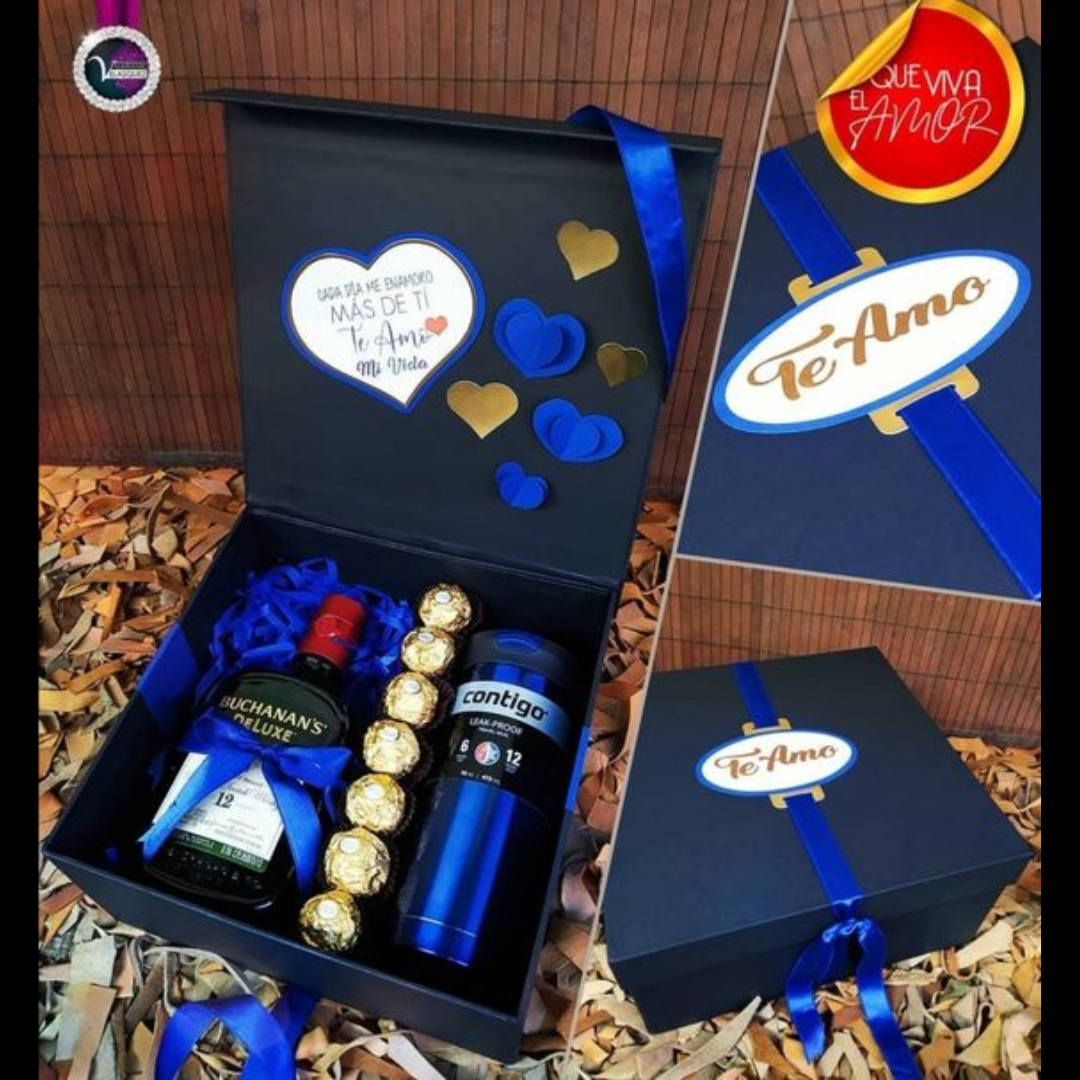 VELASQUEZ
QUE VIVA
EL
AMOR
CADA DÍA ME ENAMORO
MÁS DE TÍ
Te Amo
Mi Vida
Te Amo
BUCHANAN'S
DELUXE
12
contigo
LEAK-PROOF
6
12
Te Amo